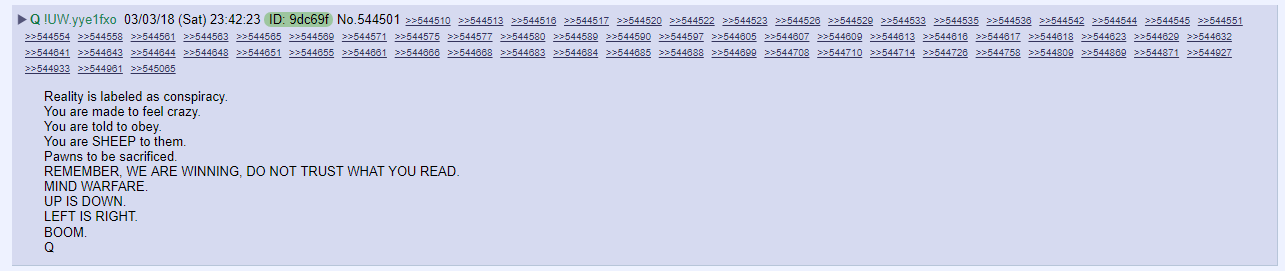 ▶ Q !UW.yye1fxo 03/03/18 (Sat) 23:42:23 ID: 9dc69f No.544501 >>544510 >>544513 >>544516 >>544517 >>544520 >>544522 >>544523 >>544526 >>544529 >>544533 >>544535 >>544536 >>544542 >>544544 >>544545 >>544551
>>544554 >>544558 >>544561 >>544563 >>544565 >>544569 >>544571 >>544575 >>544577 >>544580 >>544589 >>544590 >>544597 >>544605 >>544607 >>544609 >>544613 >>544616 >>544617 >>544618 >>544623 >>544629 >>544632
>>544641 >>544643 >>544644 >>544648 >>544651 >>544655 >>544661 >>544666 >>544668 >>544683 >>544684 >>544685 >>544688 >>544699 >>544708 >>544710 >>544714 >>544726 >>544758 >>544809 >>544869 >>544871 >>544927
>>544933 >>544961 >>545065
Reality is labeled as conspiracy.
You are made to feel crazy.
You are told to obey.
You are SHEEP to them.
Pawns to be sacrificed.
REMEMBER, WE ARE WINNING, DO NOT TRUST WHAT YOU READ.
MIND WARFARE.
UP IS DOWN.
LEFT IS RIGHT.
BOOM.
Q